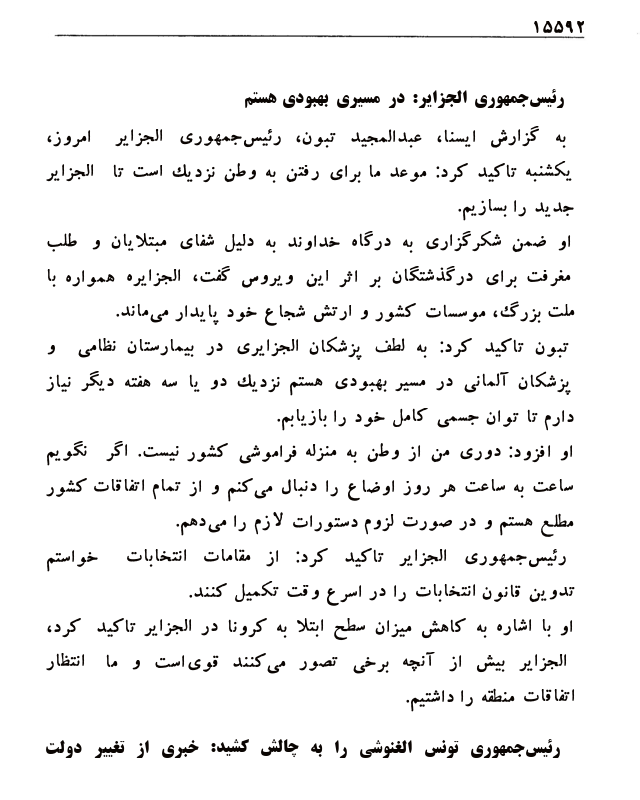 ۱۵۵۹۲
رئیس‌جمهوری الجزایر: در مسیری بهبودی هستم
به گزارش ایسنا، عبدالمجید تبون، رئیس‌جمهوری الجزایر امروز،
یکشنبه تاکید کرد: موعد ما برای رفتن به وطن نزدیك است تا الجزایر
جدید را بسازیم.
او ضمن شکرگزاری به درگاه خداوند به دلیل شفای مبتلایان و طلب
مغرفت برای درگذشتگان بر اثر این ویروس گفت، الجزایره همواره با
ملت بزرگ، موسسات کشور و ارتش شجاع خود پایدار می‌ماند.
تبون تاکید کرد: به لطف پزشکان الجزایری در بیمارستان نظامی و
پزشکان آلمانی در مسیر بهبودی هستم نزدیك دو یا سه هفته دیگر نیاز
دارم تا توان جسمی کامل خود را بازیابم.
او افزود: دوری من از وطن به منزله فراموشی کشور نیست. اگر نگویم
ساعت به ساعت هر روز اوضاع را دنبال می‌کنم و از تمام اتفاقات کشور
مطلع هستم و در صورت لزوم دستورات لازم را می‌دهم.
رئیس‌جمهوری الجزایر تاکید کرد: از مقامات انتخابات خواستم
تدوین قانون انتخابات را در اسرع وقت تکمیل کنند.
او با اشاره به کاهش میزان سطح ابتلا به کرونا در الجزایر تاکید کرد،
الجزایر بیش از آنچه برخی تصور می‌کنند قوی‌است و ما انتظار
اتفاقات منطقه را داشتیم.
رئیس‌جمهوری تونس الغنوشی را به چالش کشید: خبری از تغییر دولت